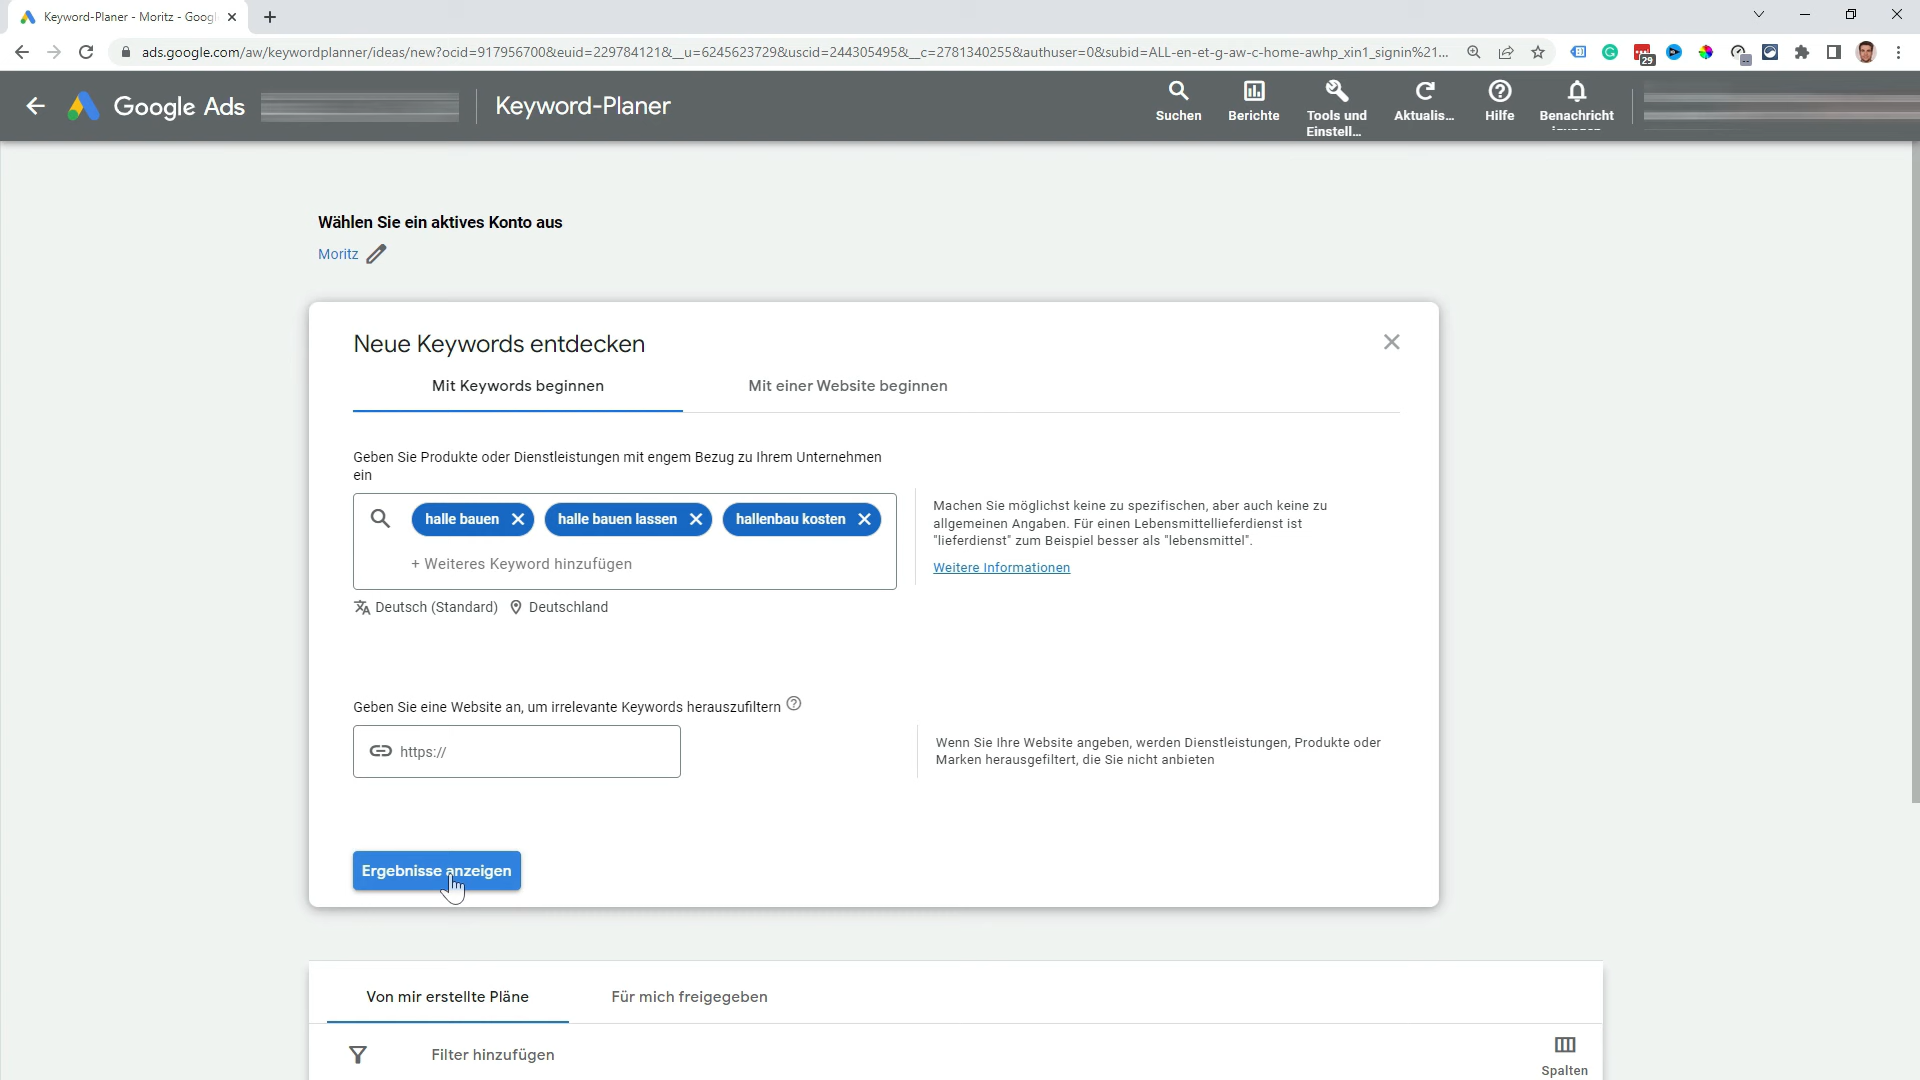 Keyword-Planer - Moritz - Googl
ads.google.com/aw/keywordplanner/ideas/new?ocid=917956700&euid=229784121&__u=6245623729&uscid=244305495&__c=2781340255&authuser=0&subid=ALL-en-et-g-aw-c-home-awhp_xin1_signin%21...
29
Google Ads
Keyword-Planer
Suchen
Berichte
Tools und
Einstell...
Aktualis...
Hilfe
Benachricht
Wählen Sie ein aktives Konto aus
Moritz
Neue Keywords entdecken
Mit Keywords beginnen
Mit einer Website beginnen
Geben Sie Produkte oder Dienstleistungen mit engem Bezug zu Ihrem Unternehmen
ein
halle bauen
halle bauen lassen
hallenbau kosten
+ Weiteres Keyword hinzufügen
Machen Sie möglichst keine zu spezifischen, aber auch keine zu
allgemeinen Angaben. Für einen Lebensmittellieferdienst ist
"lieferdienst" zum Beispiel besser als "lebensmittel".
Weitere Informationen
Deutsch (Standard)
Deutschland
Geben Sie eine Website an, um irrelevante Keywords herauszufiltern
https://
Wenn Sie Ihre Website angeben, werden Dienstleistungen, Produkte oder
Marken herausgefiltert, die Sie nicht anbieten
Ergebnisse anzeigen
Von mir erstellte Pläne
Für mich freigegeben
Filter hinzufügen
Spalten